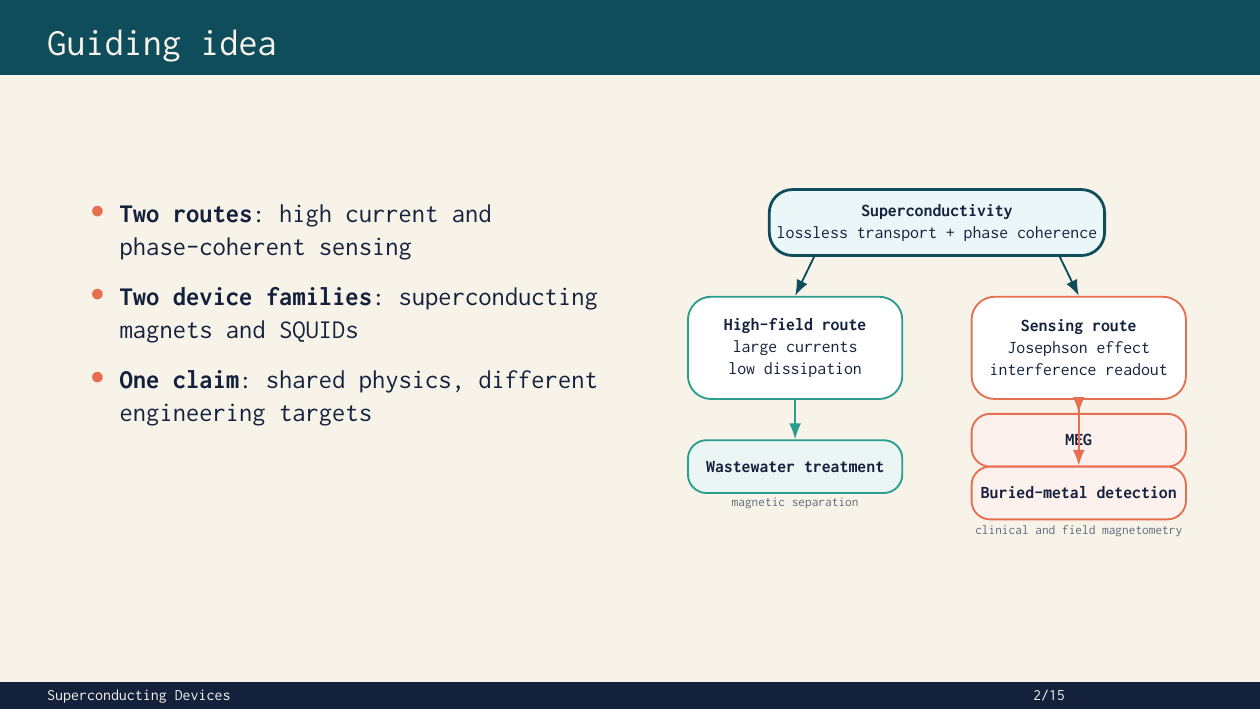 Guiding idea
Two routes: high current and
phase-coherent sensing
Two device families: superconducting
magnets and SQUIDs
One claim: shared physics, different
engineering targets
Superconductivity
lossless transport + phase coherence
High-field route
large currents
low dissipation
Sensing route
Josephson effect
interference readout
MEG
Wastewater treatment
magnetic separation
Buried-metal detection
clinical and field magnetometry
Superconducting Devices
2/15